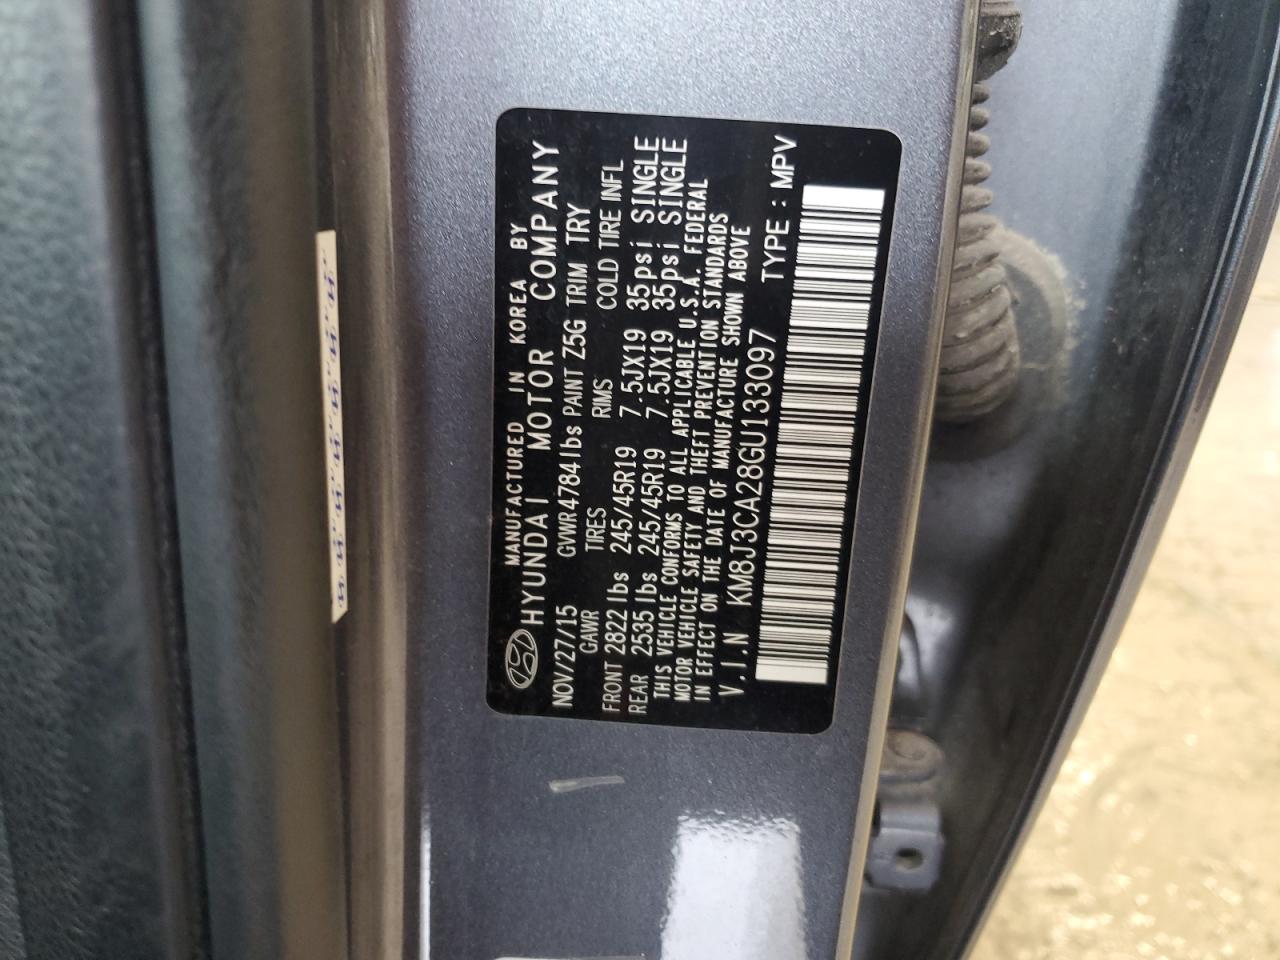 MANUFACTURED IN KOREA BY
HYUNDAI MOTOR COMPANY
NOV/27/15 GVWR 4784lbs PAINT Z5G TRIM TRY
GAWR TIRES RIMS COLD TIRE INFL
FRONT 2822 lbs 245/45R19 7.5JX19 35psi SINGLE
REAR 2535 lbs 245/45R19 7.5JX19 35psi SINGLE
THIS VEHICLE CONFORMS TO ALL APPLICABLE U.S.A. FEDERAL
MOTOR VEHICLE SAFETY AND THEFT PREVENTION STANDARDS
IN EFFECT ON THE DATE OF MANUFACTURE SHOWN ABOVE
V.I.N KM8J3CA28GU133097 TYPE : MPV